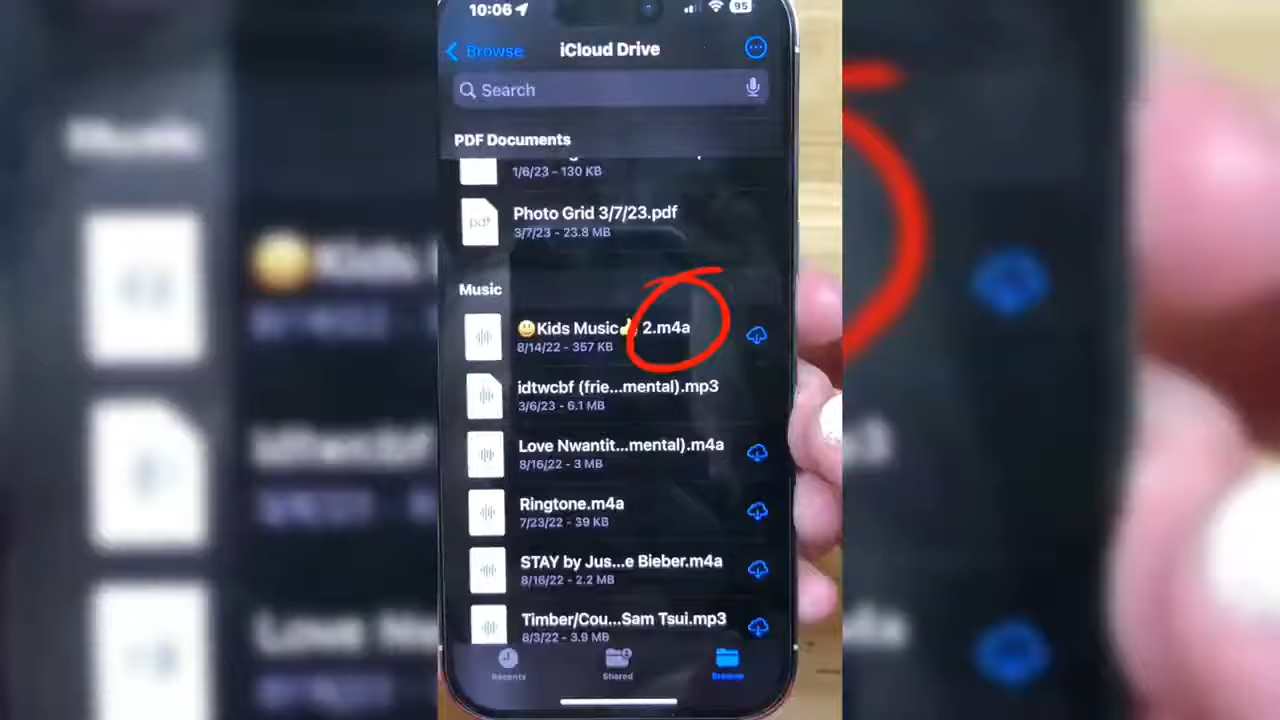 10:06
95
Browse
iCloud Drive
Search
PDF Documents
1/6/23 - 130 KB
pdf
Photo Grid 3/7/23.pdf
3/7/23 - 23.8 MB
Music
😃Kids Music👍 2.m4a
8/14/22 - 357 KB
idtwcbf (frie...mental).mp3
3/6/23 - 6.1 MB
Love Nwantit...mental).m4a
8/16/22 - 3 MB
Ringtone.m4a
7/23/22 - 39 KB
STAY by Jus...e Bieber.m4a
8/16/22 - 2.2 MB
Timber/Cou...Sam Tsui.mp3
8/3/22 - 3.9 MB
Recents
Shared
Browse